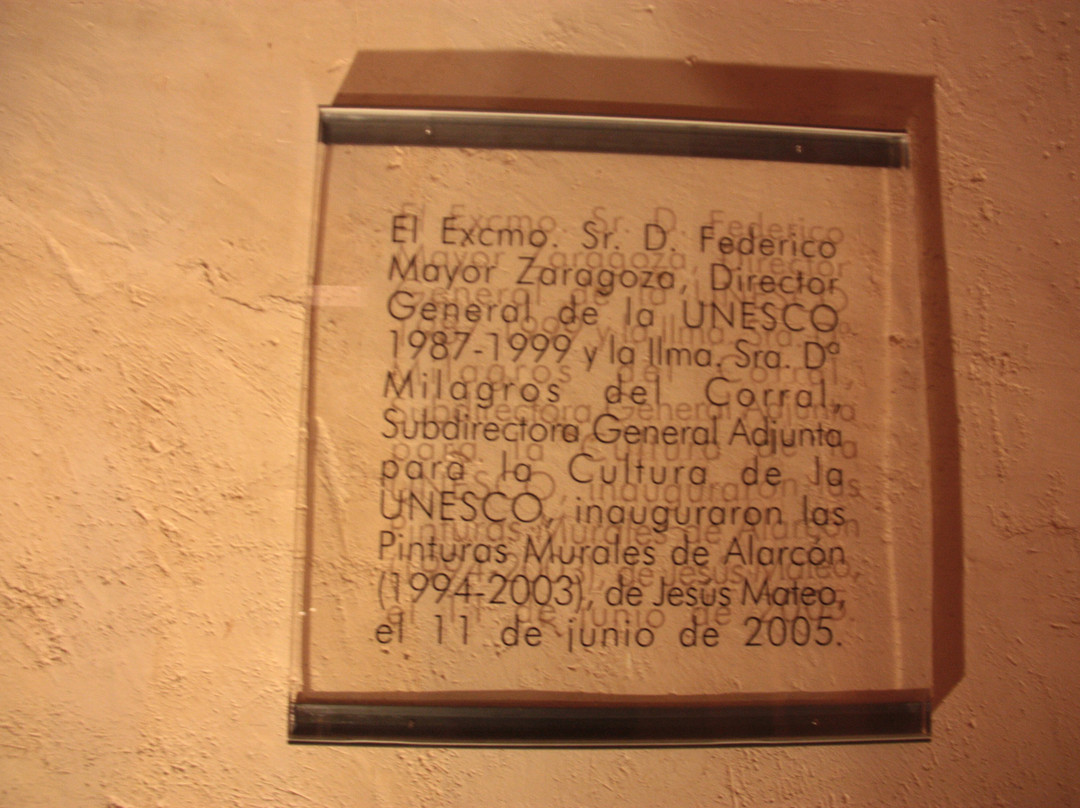 El Excmo. Sr. D. Federico
Mayor Zaragoza, Director
General de la UNESCO
1987-1999 y la Ilma. Sra. Dª
Milagros del Corral,
Subdirectora General Adjunta
para la Cultura de la
UNESCO, inauguraron las
Pinturas Murales de Alarcón
(1994-2003), de Jesús Mateo,
el 11 de junio de 2005.